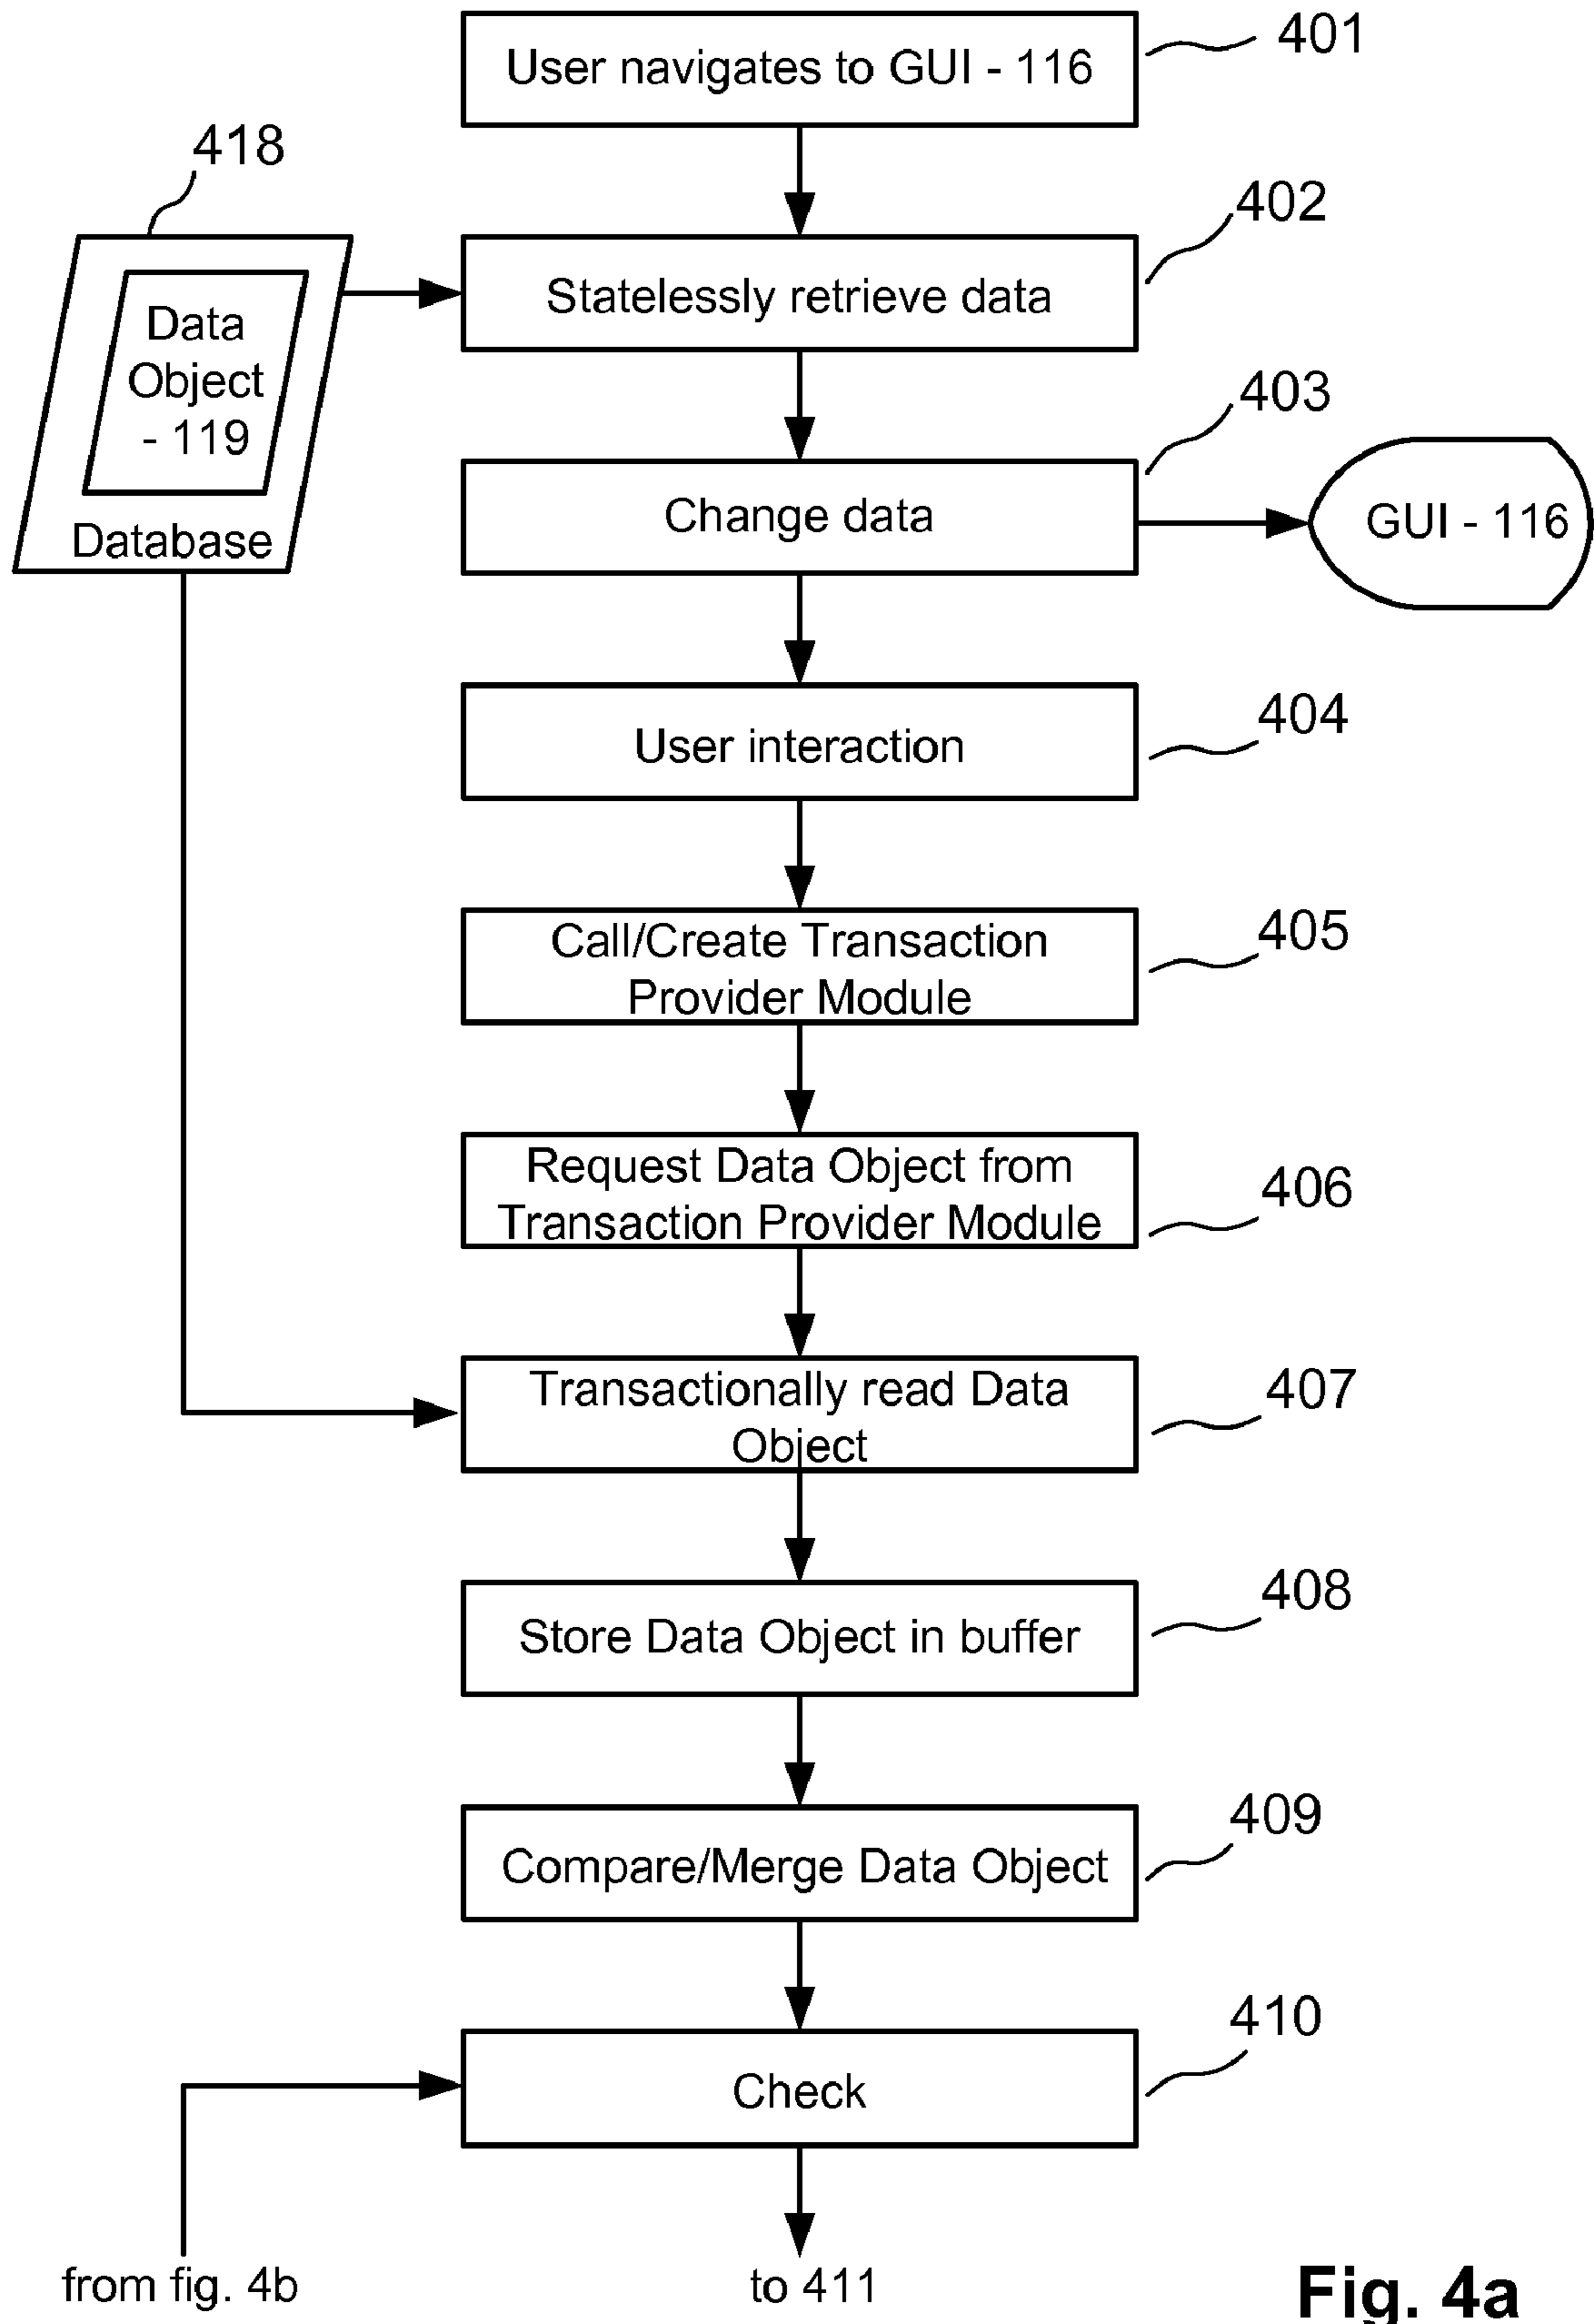 User navigates to GUI - 116
401
418
402
Statelessly retrieve data
Data
Object
- 119
Database
403
Change data
GUI - 116
404
User interaction
405
Call/Create Transaction
Provider Module
406
Request Data Object from
Transaction Provider Module
407
Transactionally read Data
Object
408
Store Data Object in buffer
409
Compare/Merge Data Object
410
Check
from fig. 4b
to 411
Fig. 4a